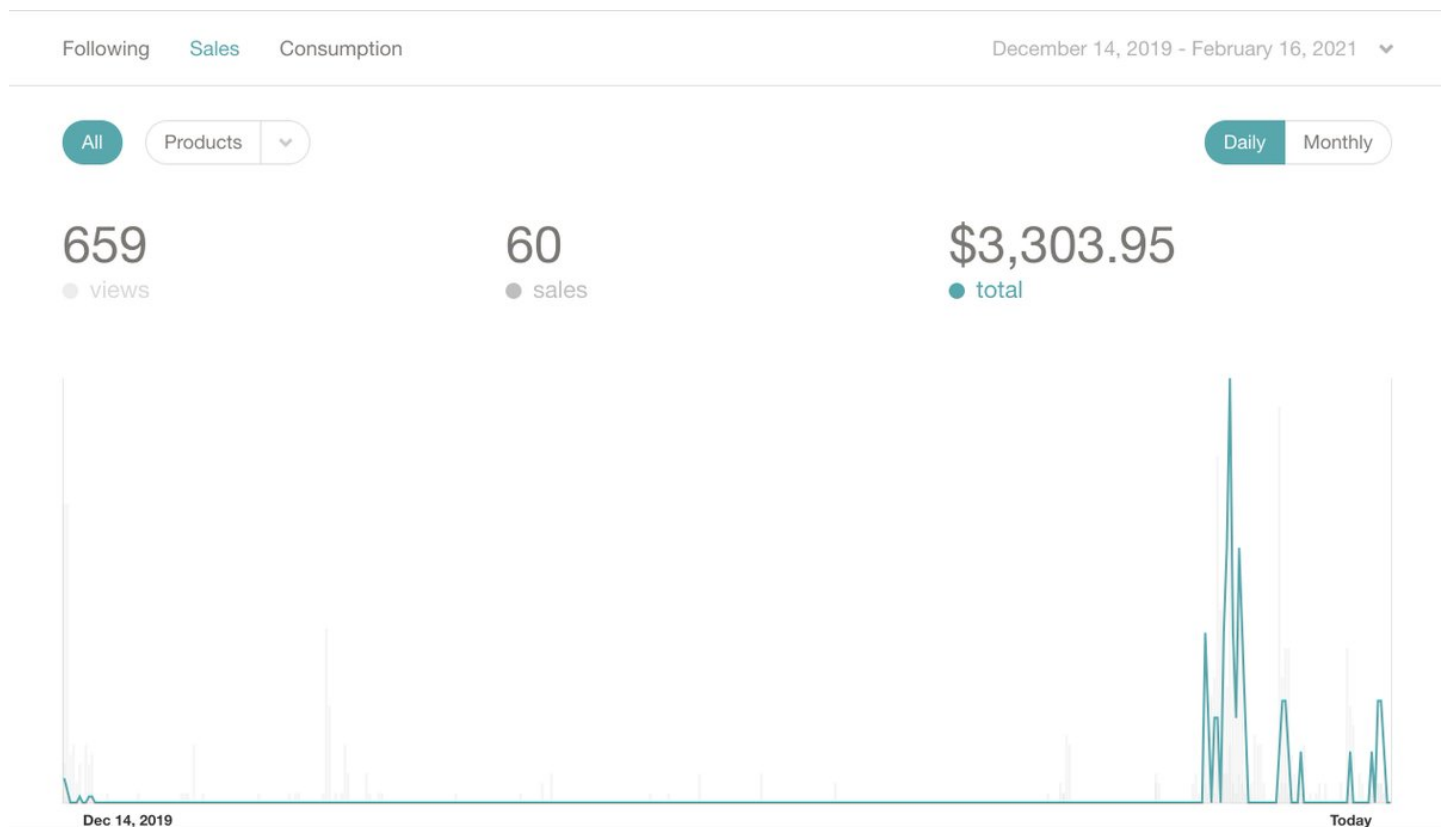 Following Sales Consumption December 14, 2019 - February 16, 2021
All Products Daily Monthly
659 60 $3,303.95
views sales total
Dec 14, 2019 Today